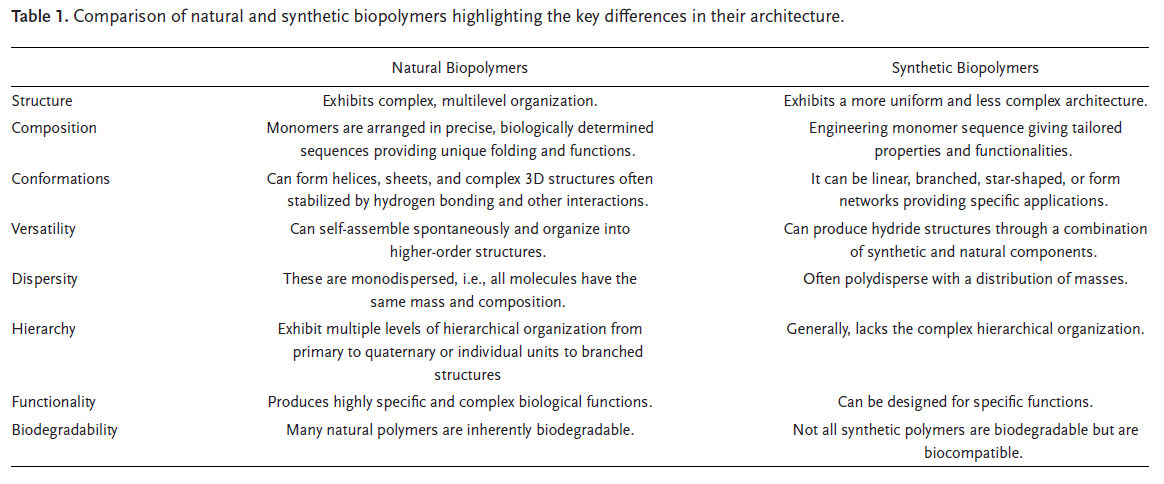 Table 1. Comparison of natural and synthetic biopolymers highlighting the key differences in their architecture.
Natural Biopolymers Synthetic Biopolymers
Structure Exhibits complex, multilevel organization. Exhibits a more uniform and less complex architecture.
Composition Monomers are arranged in precise, biologically determined Engineering monomer sequence giving tailored
sequences providing unique folding and functions. properties and functionalities.
Conformations Can form helices, sheets, and complex 3D structures often It can be linear, branched, star-shaped, or form
stabilized by hydrogen bonding and other interactions. networks providing specific applications.
Versatility Can self-assemble spontaneously and organize into Can produce hydride structures through a combination
higher-order structures. of synthetic and natural components.
Dispersity These are monodispersed, i.e., all molecules have the Often polydisperse with a distribution of masses.
same mass and composition.
Hierarchy Exhibit multiple levels of hierarchical organization from Generally, lacks the complex hierarchical organization.
primary to quaternary or individual units to branched
structures
Functionality Produces highly specific and complex biological functions. Can be designed for specific functions.
Biodegradability Many natural polymers are inherently biodegradable. Not all synthetic polymers are biodegradable but are
biocompatible.